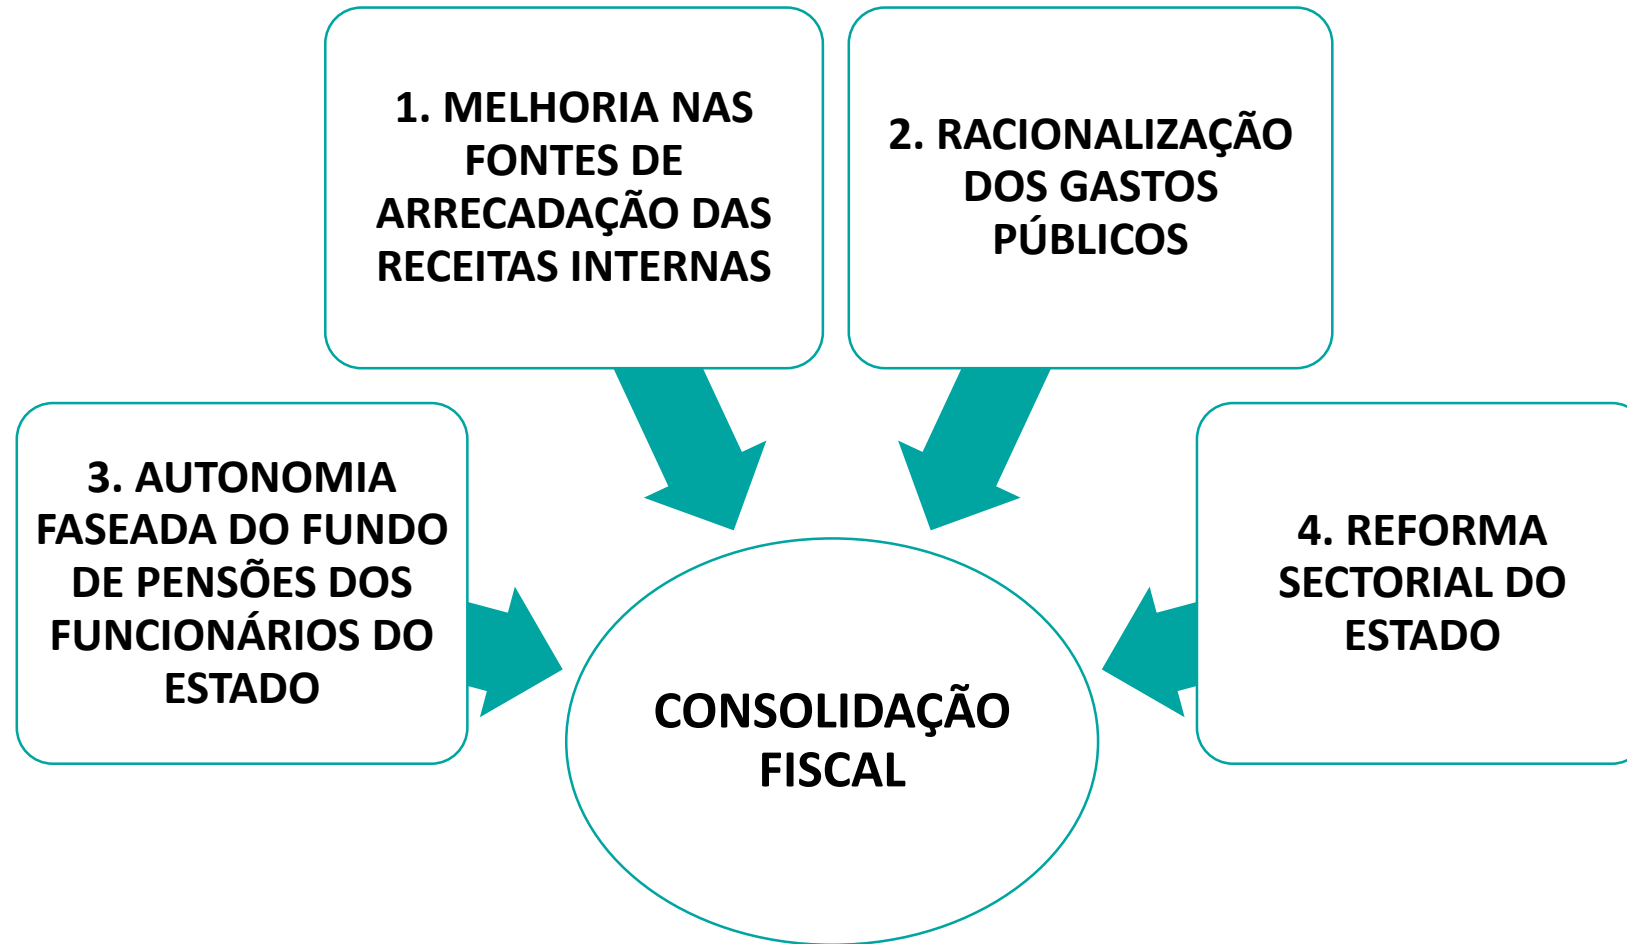 1. MELHORIA NAS
FONTES DE
ARRECADAÇÃO DAS
RECEITAS INTERNAS
2. RACIONALIZAÇÃO
DOS GASTOS
PÚBLICOS
3. AUTONOMIA
FASEADA DO FUNDO
DE PENSÕES DOS
FUNCIONÁRIOS DO
ESTADO
4. REFORMA
SECTORIAL DO
ESTADO
CONSOLIDAÇÃO
FISCAL